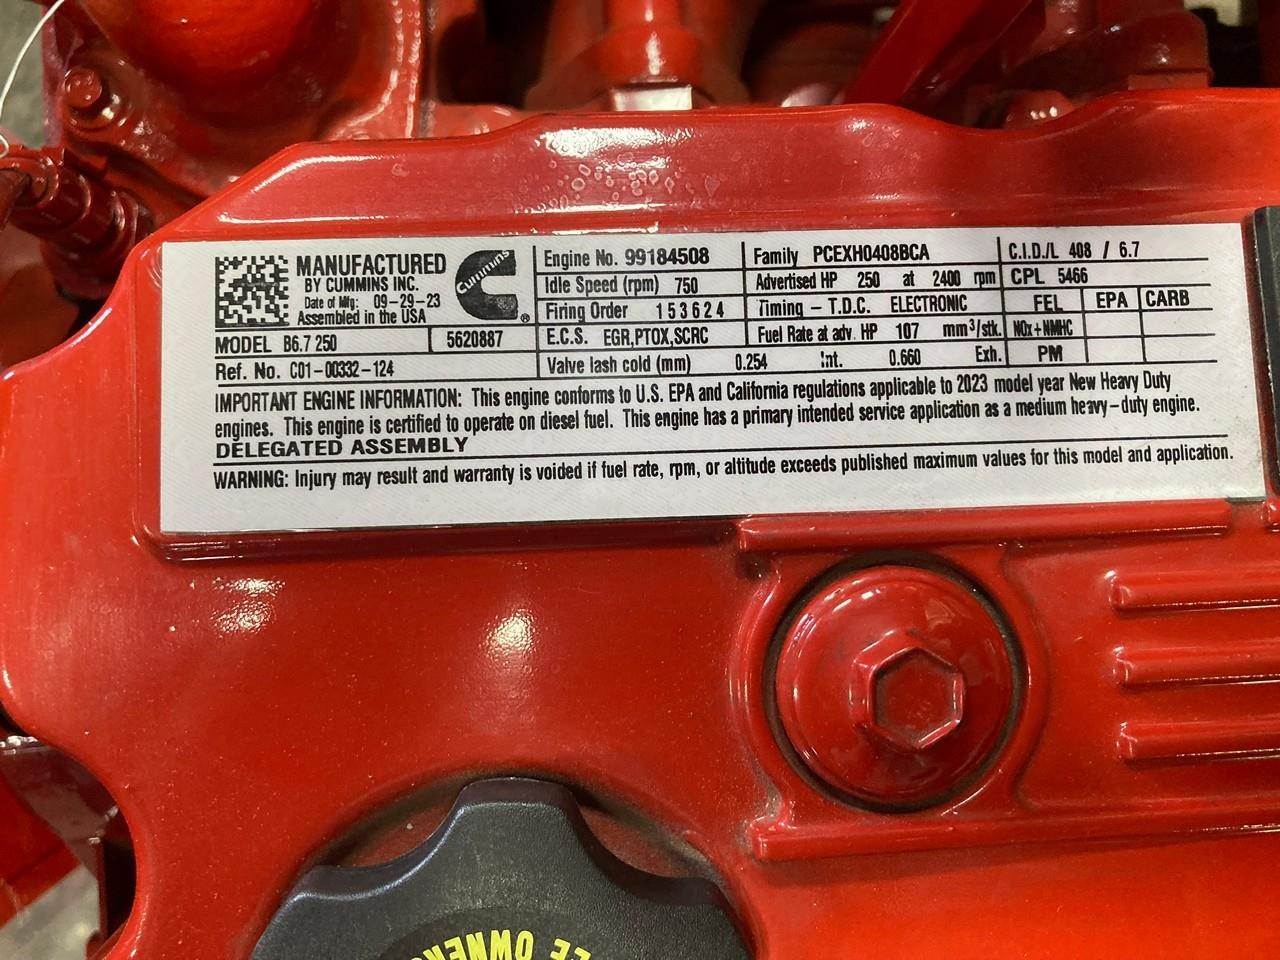 MANUFACTURED
BY CUMMINS INC.
Date of Mfg: 09-29-23
Assembled in the USA
Cummins
®
MODEL B6.7 250 5620887
Ref. No. C01-00332-124
Engine No. 99184508
Idle Speed (rpm) 750
Firing Order 1 5 3 6 2 4
E.C.S. EGR,PTOX,SCRC
Valve lash cold (mm) 0.254 Int. 0.660 Exh.
Family PCEXH0408BCA
Advertised HP 250 at 2400 rpm
Timing - T.D.C. ELECTRONIC
Fuel Rate at adv. HP 107 mm³/stk.
C.I.D./L 408 / 6.7
CPL 5466
FEL EPA CARB
NOx+NMHC
PM
IMPORTANT ENGINE INFORMATION: This engine conforms to U.S. EPA and California regulations applicable to 2023 model year New Heavy Duty
engines. This engine is certified to operate on diesel fuel. This engine has a primary intended service application as a medium heavy-duty engine.
DELEGATED ASSEMBLY
WARNING: Injury may result and warranty is voided if fuel rate, rpm, or altitude exceeds published maximum values for this model and application.